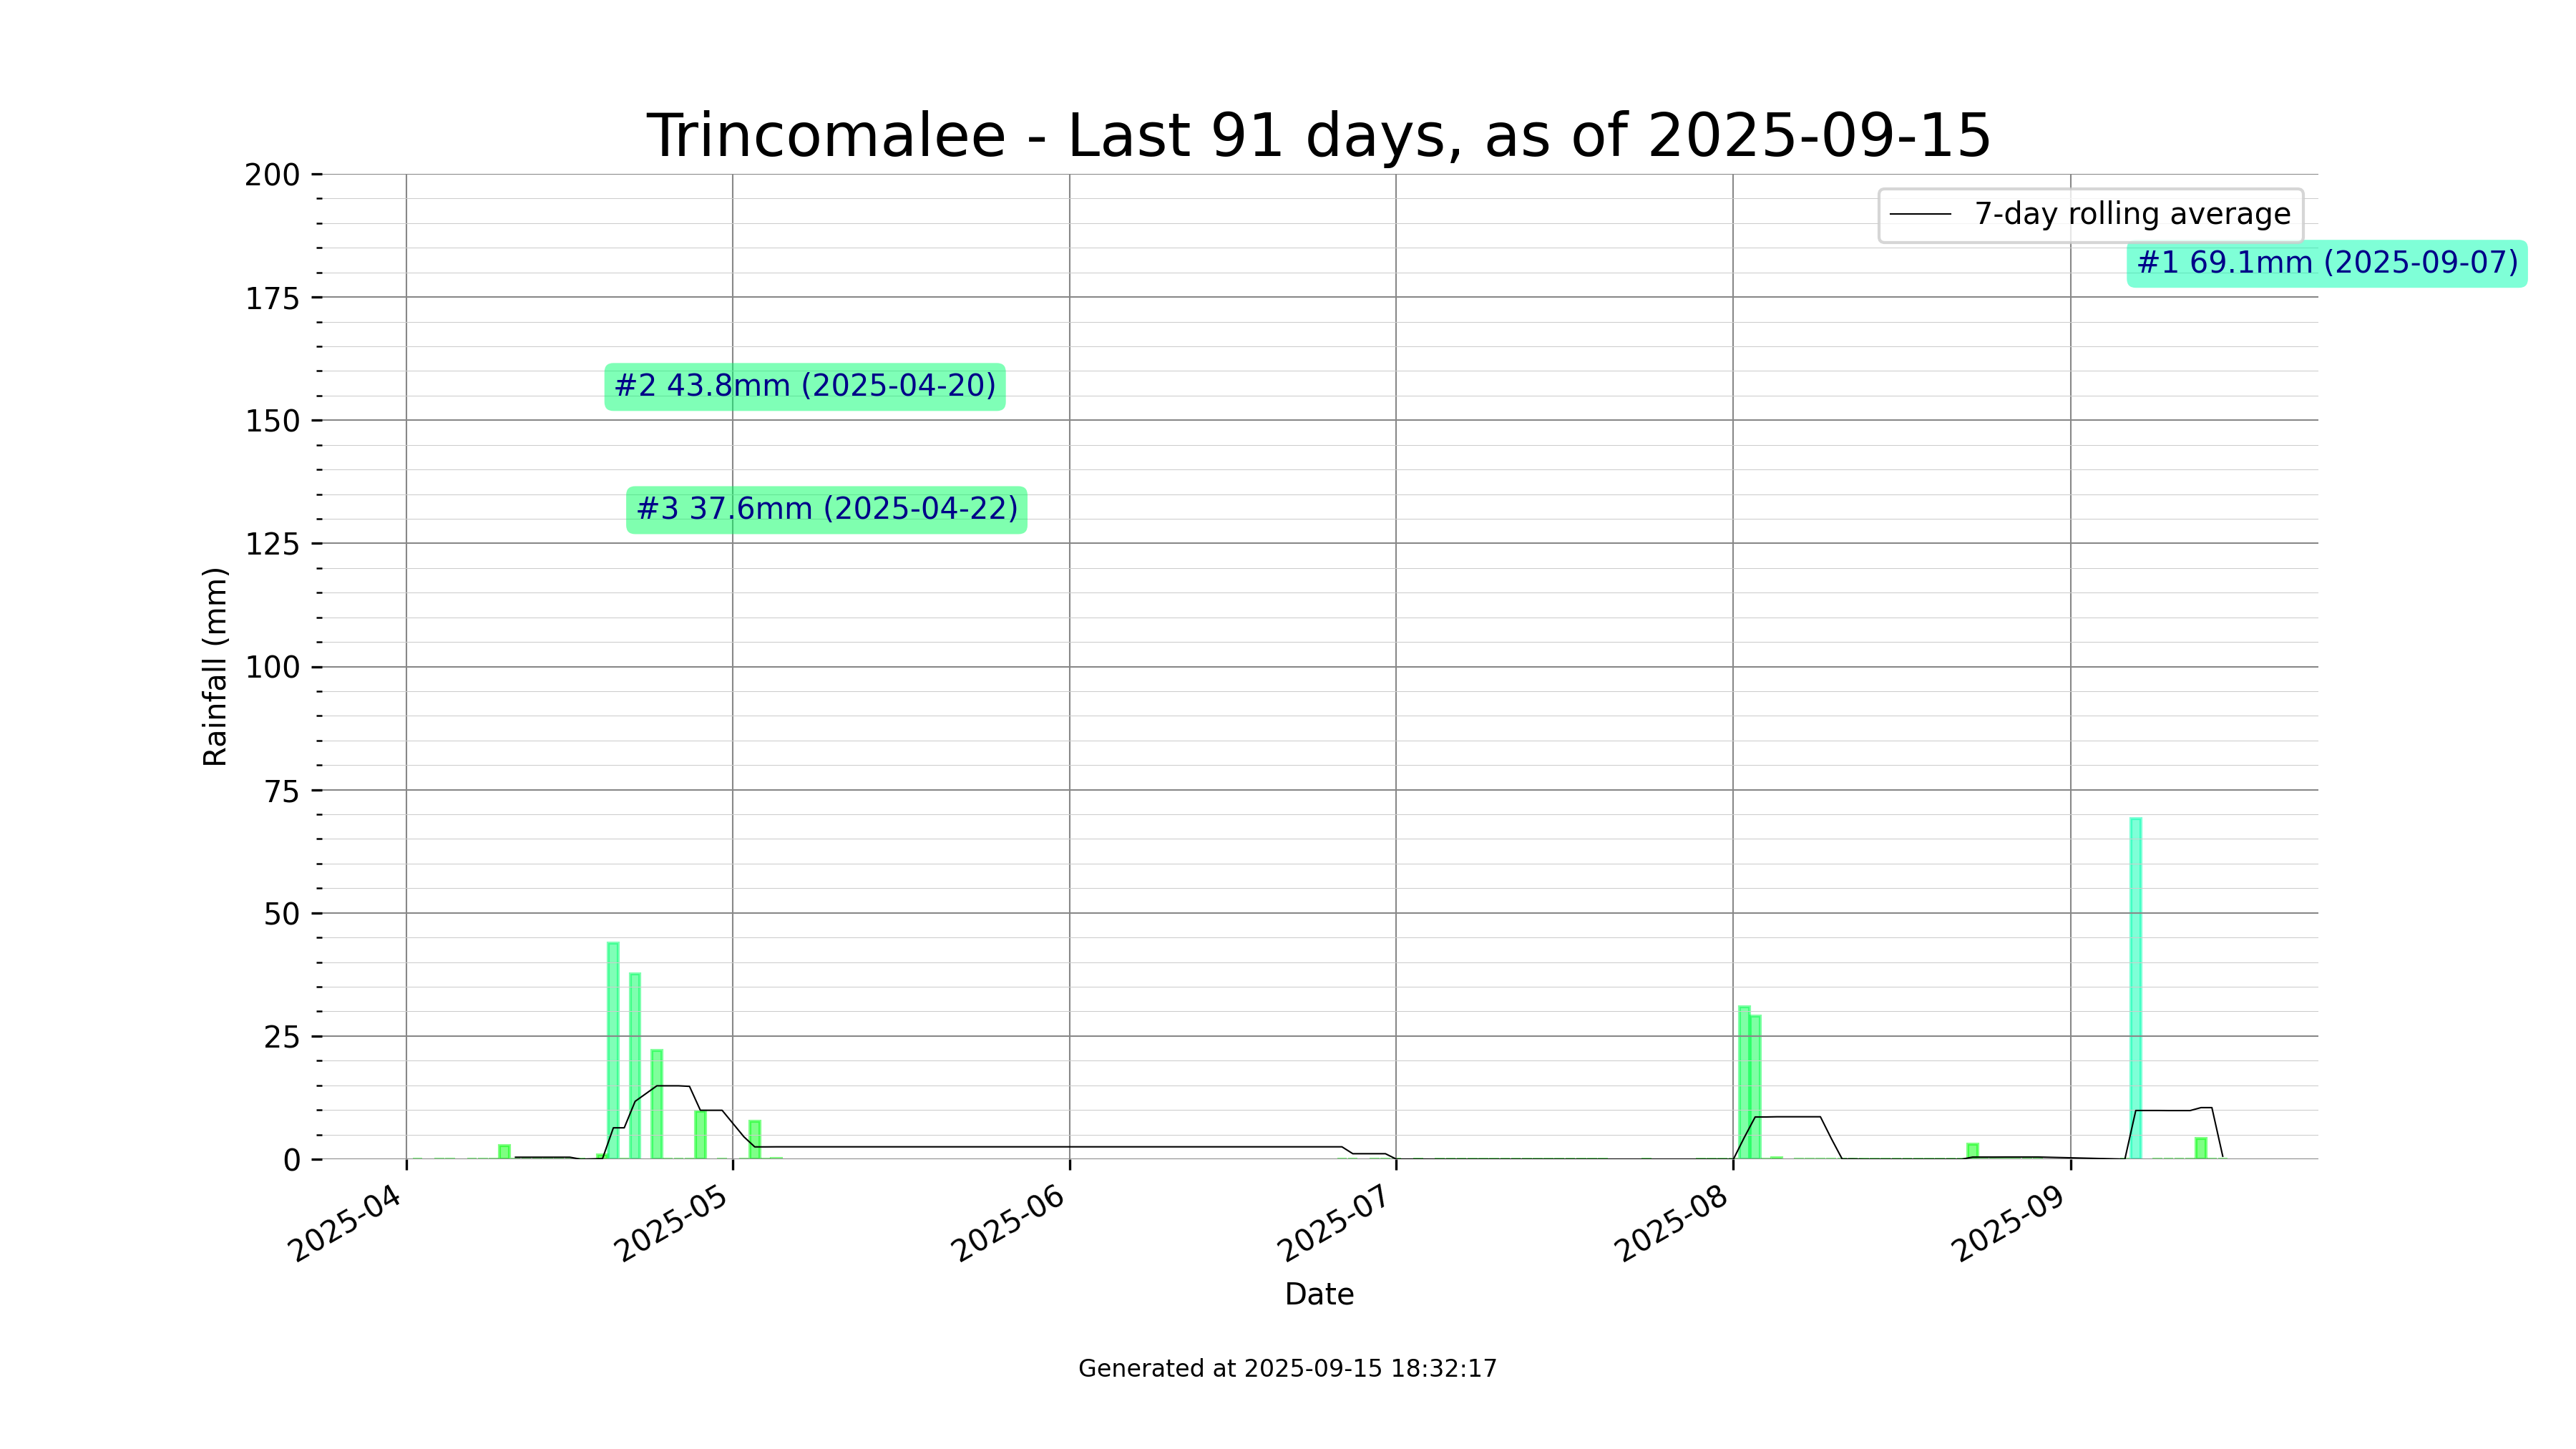 Trincomalee - Last 91 days, as of 2025-09-15
7-day rolling average
#1 69.1mm (2025-09-07)
#2 43.8mm (2025-04-20)
#3 37.6mm (2025-04-22)
Rainfall (mm)
200
175
150
125
100
75
50
25
0
2025-04
2025-05
2025-06
2025-07
2025-08
2025-09
Date
Generated at 2025-09-15 18:32:17